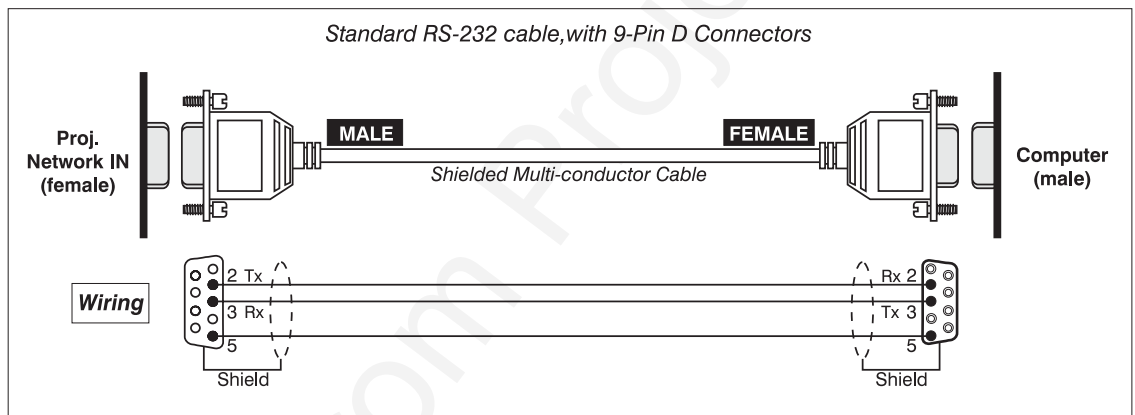 Standard RS-232 cable,with 9-Pin D Connectors
Proj.
Network IN
(female)
MALE
FEMALE
Shielded Multi-conductor Cable
Computer
(male)
Wiring
2 Tx
3 Rx
5
Shield
Rx 2
Tx 3
5
Shield